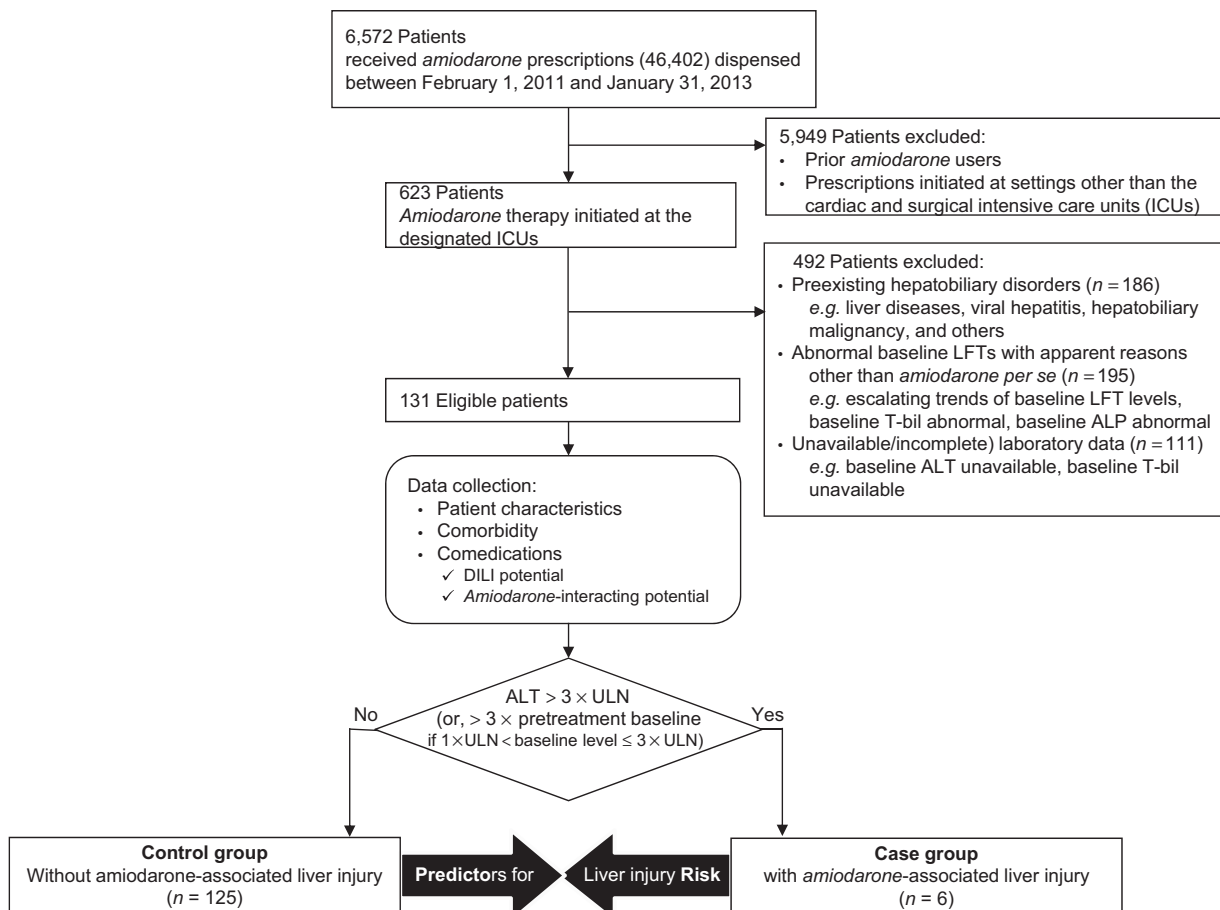 6,572 Patients
received amiodarone prescriptions (46,402) dispensed
between February 1, 2011 and January 31, 2013
5,949 Patients excluded:
• Prior amiodarone users
• Prescriptions initiated at settings other than the
cardiac and surgical intensive care units (ICUs)
623 Patients
Amiodarone therapy initiated at the
designated ICUs
492 Patients excluded:
• Preexisting hepatobiliary disorders (n = 186)
e.g. liver diseases, viral hepatitis, hepatobiliary
malignancy, and others
• Abnormal baseline LFTs with apparent reasons
other than amiodarone per se (n = 195)
e.g. escalating trends of baseline LFT levels,
baseline T-bil abnormal, baseline ALP abnormal
• Unavailable/incomplete) laboratory data (n = 111)
e.g. baseline ALT unavailable, baseline T-bil
unavailable
131 Eligible patients
Data collection:
• Patient characteristics
• Comorbidity
• Comedications
✓ DILI potential
✓ Amiodarone-interacting potential
ALT > 3 × ULN
(or, > 3 × pretreatment baseline
if 1×ULN < baseline level ≤ 3 × ULN)
No
Yes
Control group
Without amiodarone-associated liver injury
(n = 125)
Predictors for
Liver injury Risk
Case group
with amiodarone-associated liver injury
(n = 6)